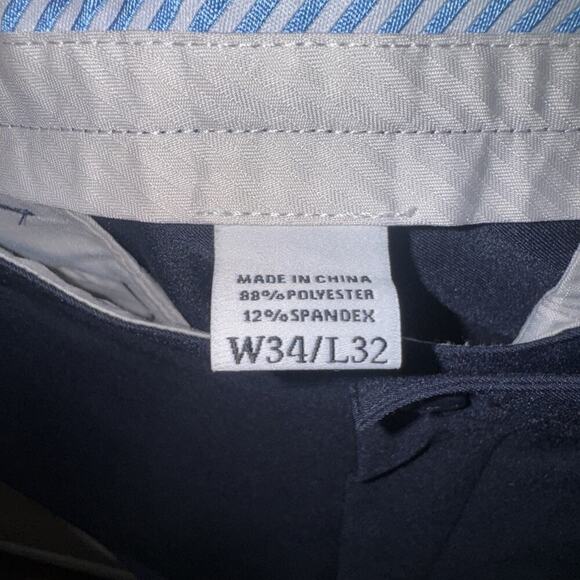 MADE IN CHINA
88%POLYESTER
12%SPANDEX
W34/L32